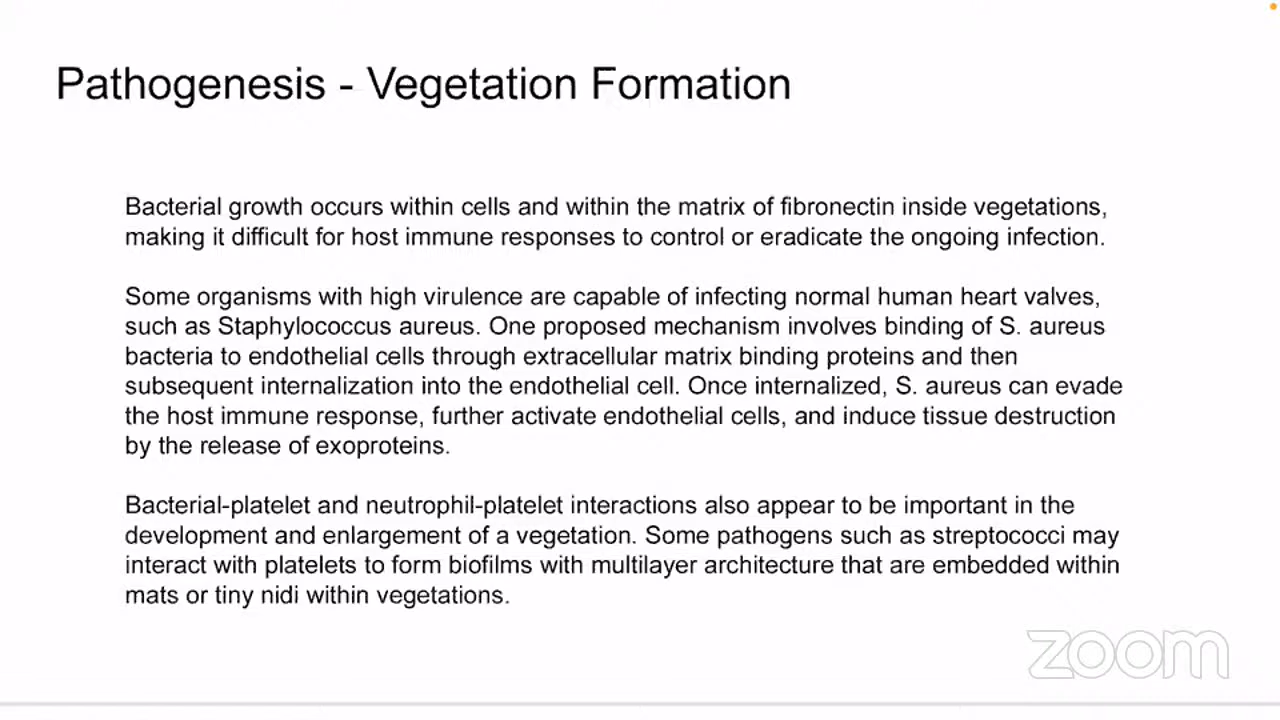 Pathogenesis - Vegetation Formation
Bacterial growth occurs within cells and within the matrix of fibronectin inside vegetations,
making it difficult for host immune responses to control or eradicate the ongoing infection.
Some organisms with high virulence are capable of infecting normal human heart valves,
such as Staphylococcus aureus. One proposed mechanism involves binding of S. aureus
bacteria to endothelial cells through extracellular matrix binding proteins and then
subsequent internalization into the endothelial cell. Once internalized, S. aureus can evade
the host immune response, further activate endothelial cells, and induce tissue destruction
by the release of exoproteins.
Bacterial-platelet and neutrophil-platelet interactions also appear to be important in the
development and enlargement of a vegetation. Some pathogens such as streptococci may
interact with platelets to form biofilms with multilayer architecture that are embedded within
mats or tiny nidi within vegetations.
zoom